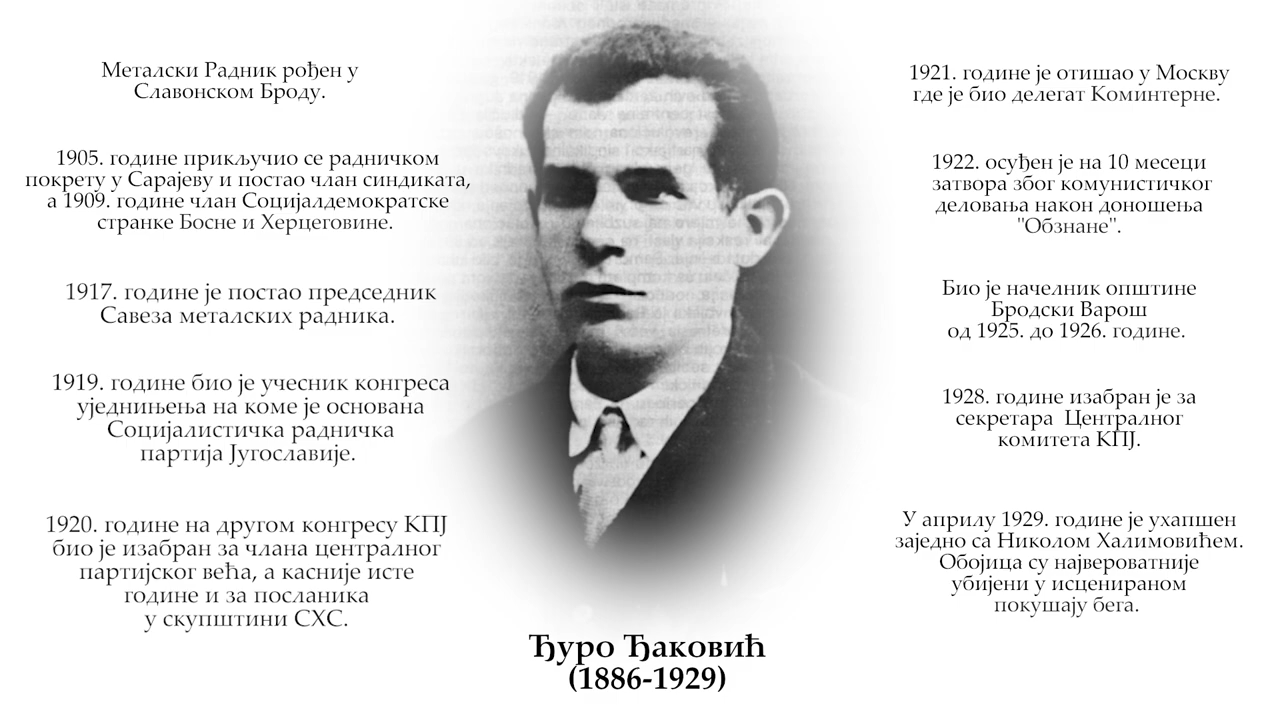 Металски Радник рођен у
Славонском Броду.
1905. године прикључио се радничком
покрету у Сарајеву и постао члан синдиката,
а 1909. године члан Социјалдемократске
странке Босне и Херцеговине.
1917. године је постао председник
Савеза металских радника.
1919. године био је учесник конгреса
уједнињења на коме је основана
Социјалистичка радничка
партија Југославије.
1920. године на другом конгресу КПЈ
био је изабран за члана централног
партијског већа, а касније исте
године и за посланика
у скупштини СХС.
1921. године је отишао у Москву
где је био делегат Коминтерне.
1922. осуђен је на 10 месеци
затвора због комунистичког
деловања након доношења
"Обзнане".
Био је начелник општине
Бродски Варош
од 1925. до 1926. године.
1928. године изабран је за
секретара Централног
комитета КПЈ.
У априлу 1929. године је ухапшен
заједно са Николом Халимовићем.
Обојица су највероватније
убијени у исценираном
покушају бега.
Ђуро Ђаковић
(1886-1929)